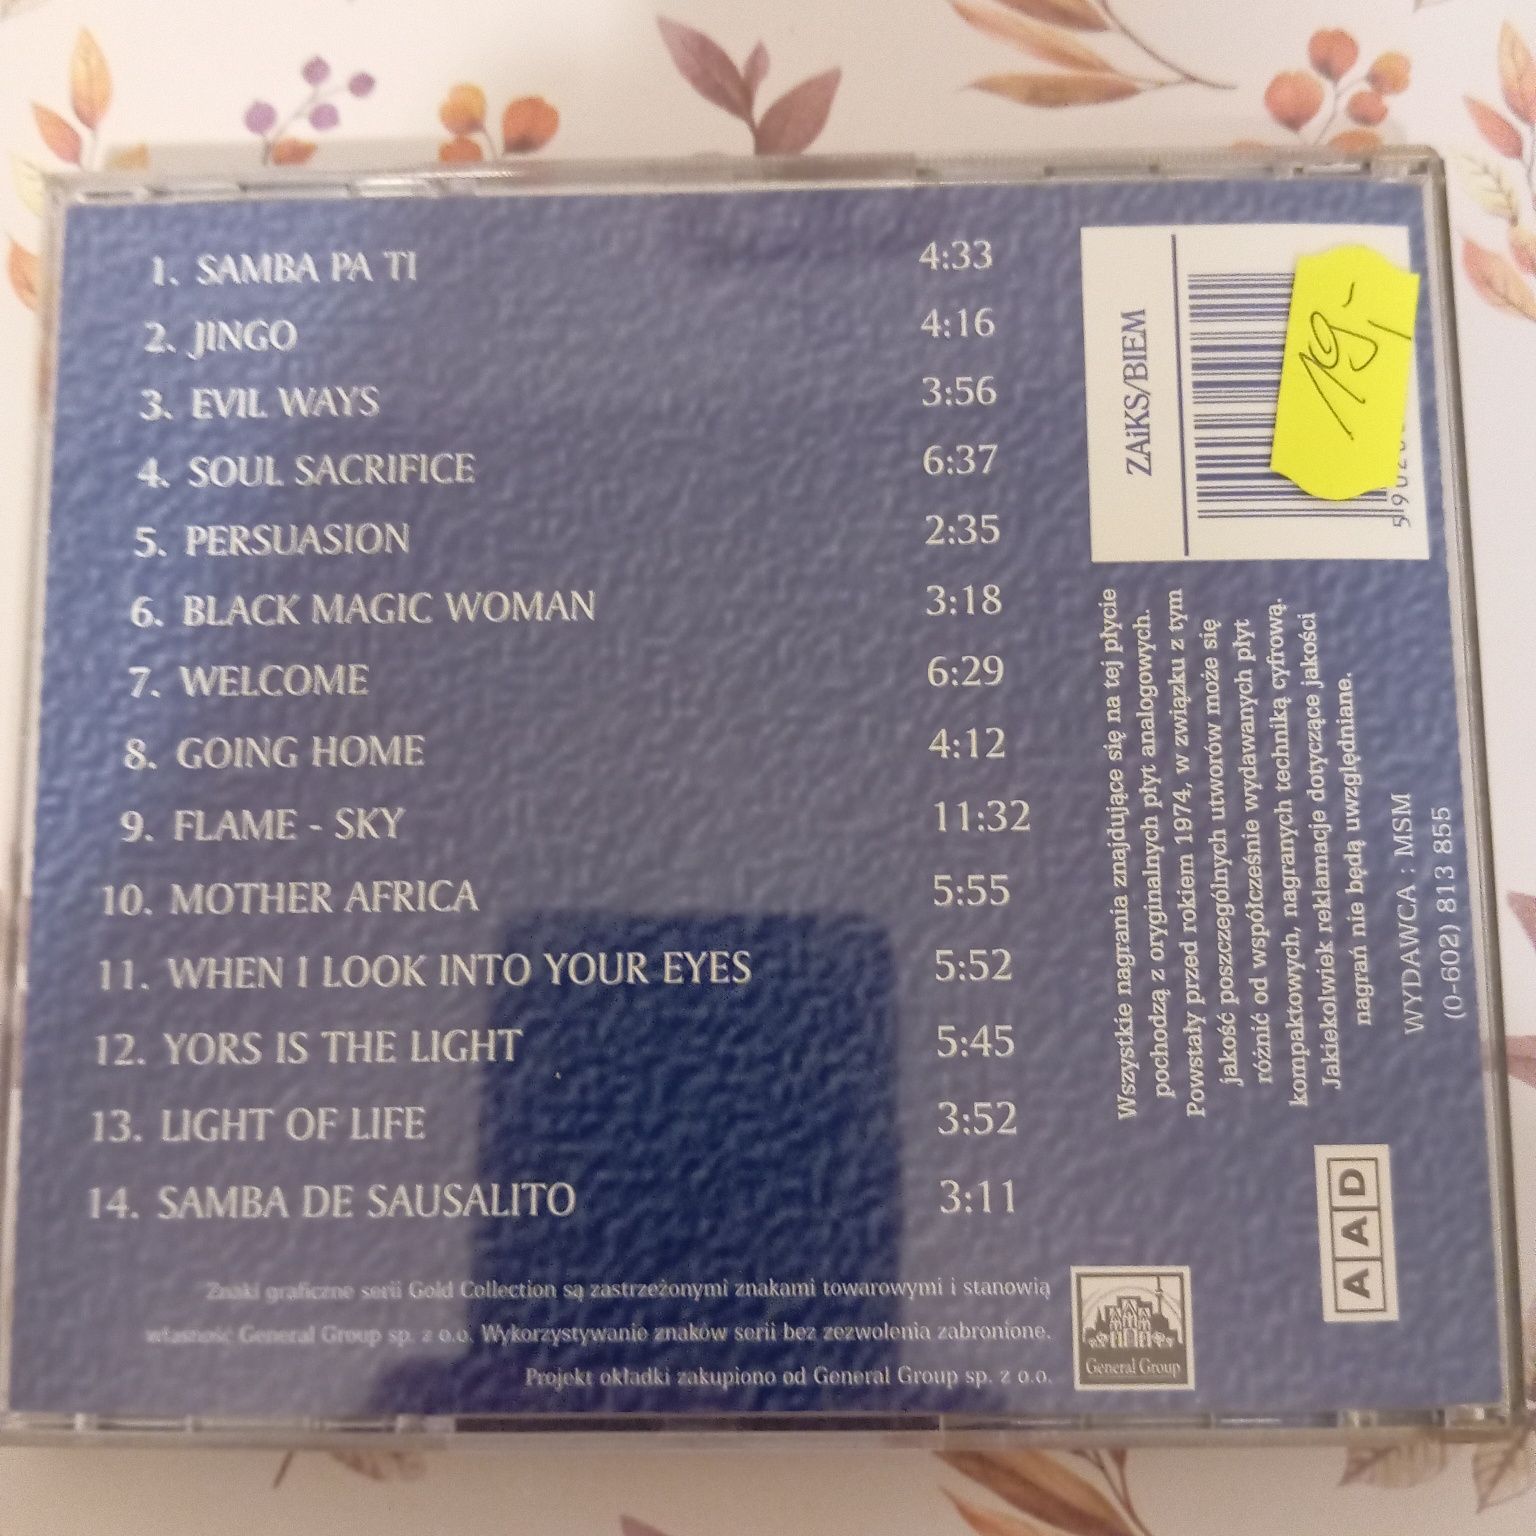 1. SAMBA PA TI 4:33
2. JINGO 4:16
3. EVIL WAYS 3:56
4. SOUL SACRIFICE 6:37
5. PERSUASION 2:35
6. BLACK MAGIC WOMAN 3:18
7. WELCOME 6:29
8. GOING HOME 4:12
9. FLAME - SKY 11:32
10. MOTHER AFRICA 5:55
11. WHEN I LOOK INTO YOUR EYES 5:52
12. YORS IS THE LIGHT 5:45
13. LIGHT OF LIFE 3:52
14. SAMBA DE SAUSALITO 3:11
Znaki graficzne serii Gold Collection są zastrzeżonymi znakami towarowymi i stanowią
własność General Group sp. z o.o. Wykorzystywanie znaków serii bez zezwolenia zabronione.
Projekt okładki zakupiono od General Group sp. z o.o.
General Group
ZAiKS/BIEM
19,-
Wszystkie nagrania znajdujące się na tej płycie
pochodzą z oryginalnych płyt analogowych.
Powstały przed rokiem 1974, w związku z tym
jakość poszczególnych utworów może się
różnić od współcześnie wydawanych płyt
kompaktowych, nagranych techniką cyfrową.
Jakiekolwiek reklamacje dotyczące jakości
nagrań nie będą uwzględniane.
WYDAWCA : MSM
(0-602) 813 855
AAD